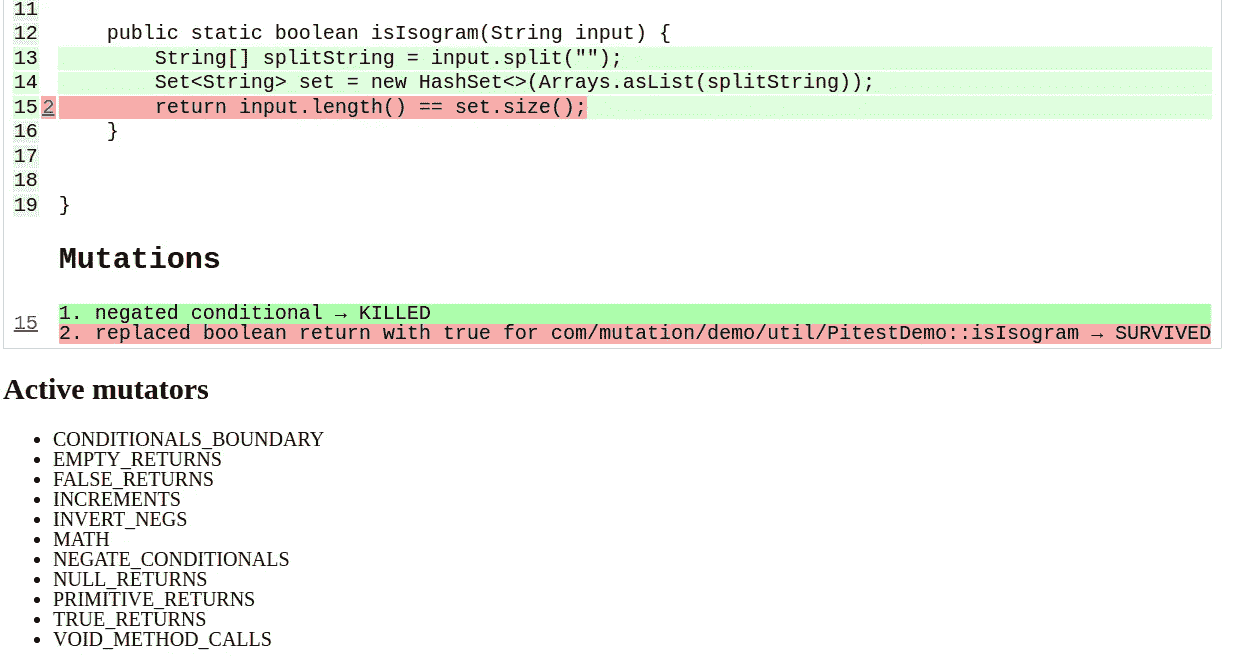 11
12 public static boolean isIsogram(String input) {
13 String[] splitString = input.split("");
14 Set<String> set = new HashSet<>(Arrays.asList(splitString));
15 2 return input.length() == set.size();
16 }
17
18
19 }
Mutations
15
1. negated conditional → KILLED
2. replaced boolean return with true for com/mutation/demo/util/PitestDemo::isIsogram → SURVIVED
Active mutators
• CONDITIONALS_BOUNDARY
• EMPTY_RETURNS
• FALSE_RETURNS
• INCREMENTS
• INVERT_NEGS
• MATH
• NEGATE_CONDITIONALS
• NULL_RETURNS
• PRIMITIVE_RETURNS
• TRUE_RETURNS
• VOID_METHOD_CALLS